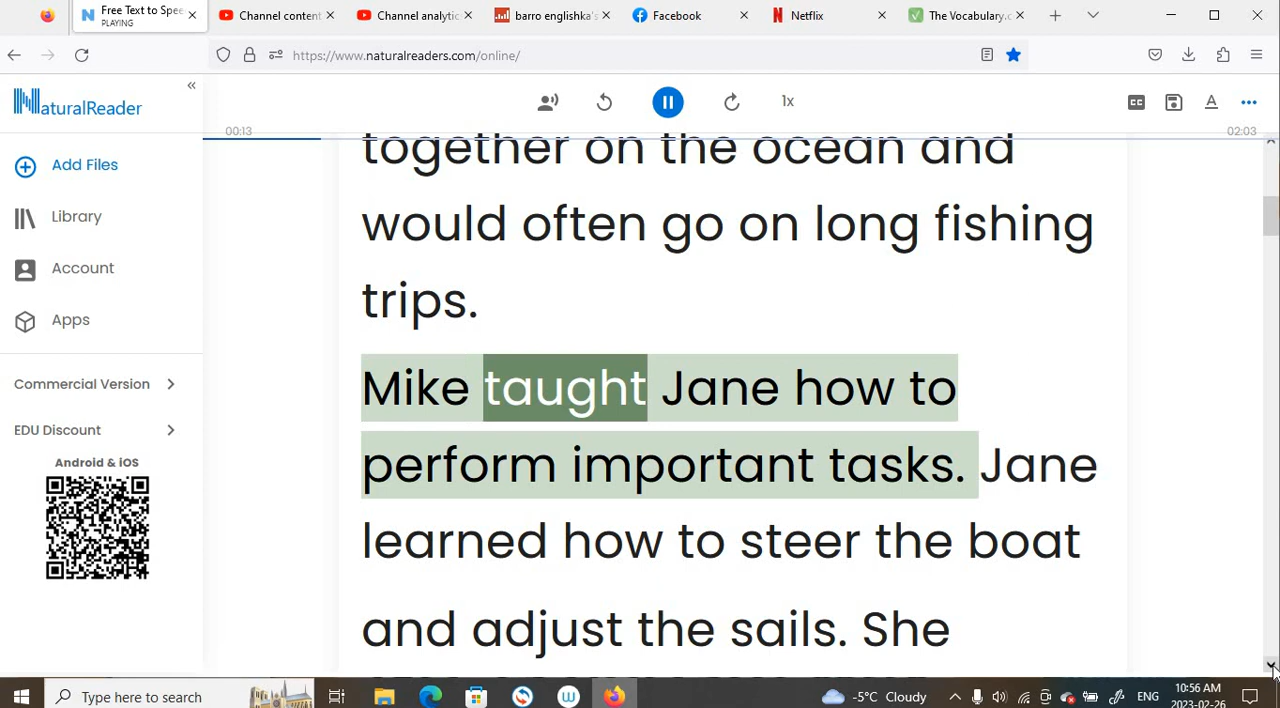 Free Text to Spee
PLAYING
Channel content
Channel analytic
barro englishka's
Facebook
Netflix
The Vocabulary.c
https://www.naturalreaders.com/online/
NaturalReader
1x
CC
A
00:13
02:03
Add Files
Library
Account
Apps
Commercial Version
EDU Discount
Android & iOS
together on the ocean and
would often go on long fishing
trips.
Mike taught Jane how to
perform important tasks. Jane
learned how to steer the boat
and adjust the sails. She
Type here to search
-5°C Cloudy
ENG
10:56 AM
2023-02-26